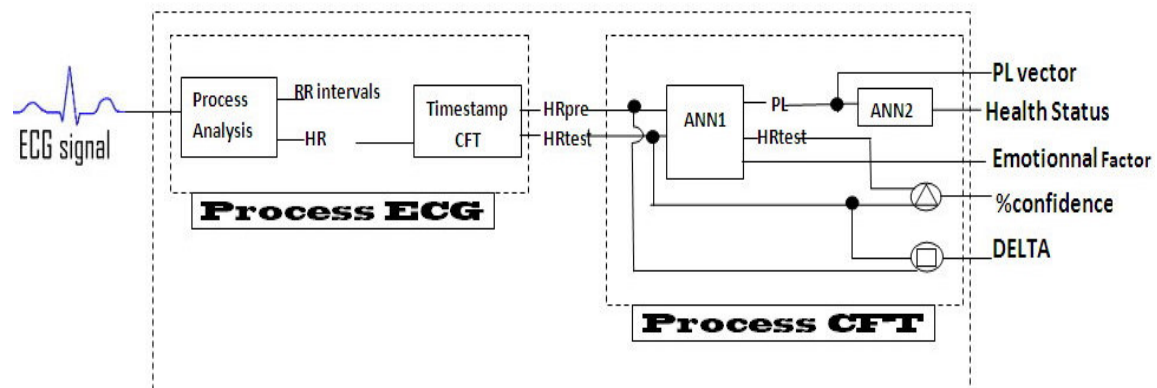 ECG signal
Process
Analysis
RR intervals
HR
Timestamp
CFT
HRpre
HRtest
Process ECG
ANN1
PL
HRtest
ANN2
PL vector
Health Status
Emotionnal Factor
%confidence
DELTA
Process CFT